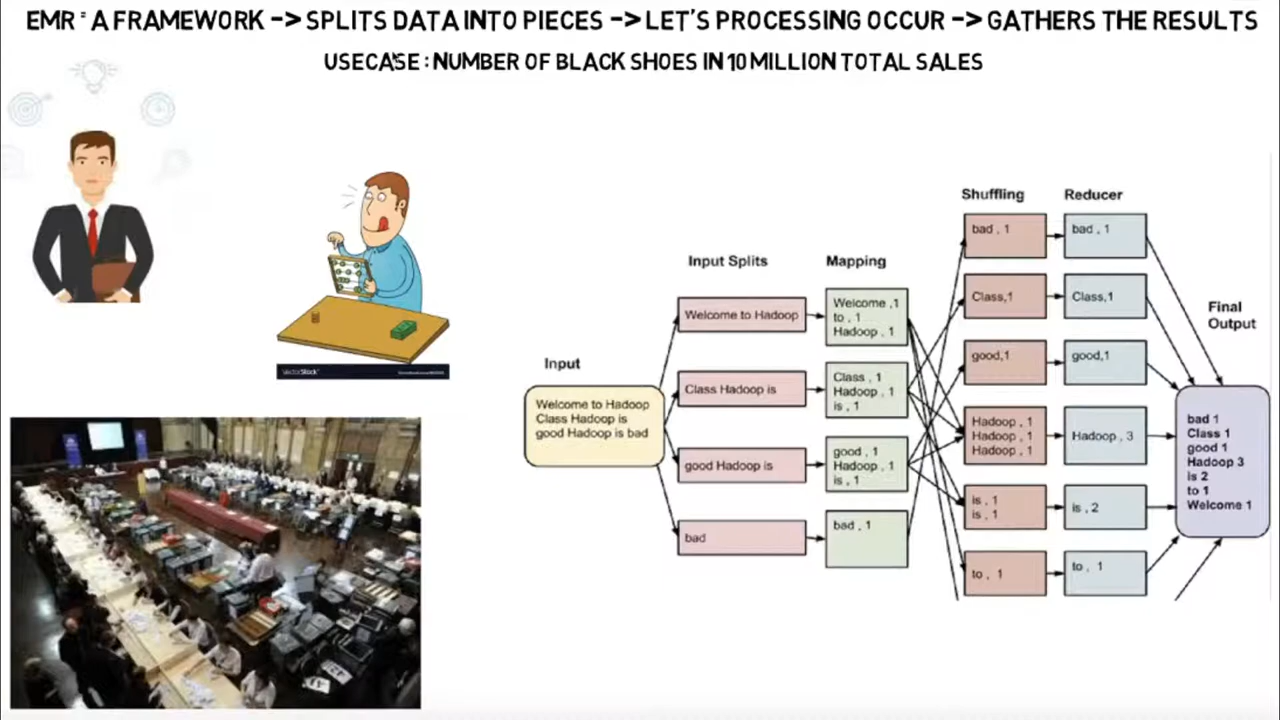 EMR = A FRAMEWORK -> SPLITS DATA INTO PIECES -> LET'S PROCESSING OCCUR -> GATHERS THE RESULTS
USECASE : NUMBER OF BLACK SHOES IN 10 MILLION TOTAL SALES
VectorStock
Input
Welcome to Hadoop
Class Hadoop is
good Hadoop is bad
Input Splits
Welcome to Hadoop
Class Hadoop is
good Hadoop is
bad
Mapping
Welcome ,1
to , 1
Hadoop , 1
Class , 1
Hadoop , 1
is , 1
good , 1
Hadoop , 1
is , 1
bad , 1
Shuffling
bad , 1
Class,1
good,1
Hadoop , 1
Hadoop , 1
Hadoop , 1
is , 1
is , 1
to , 1
Reducer
bad , 1
Class,1
good,1
Hadoop , 3
is , 2
to , 1
Final
Output
bad 1
Class 1
good 1
Hadoop 3
is 2
to 1
Welcome 1